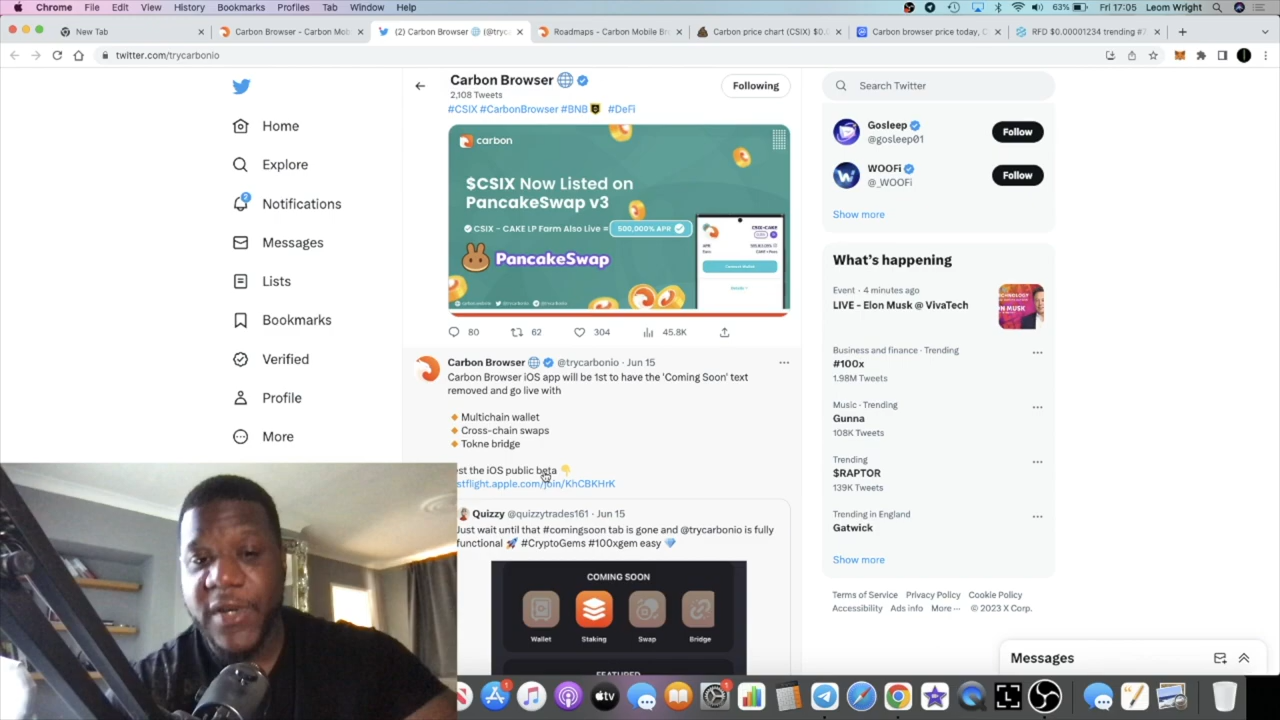 Chrome File Edit View History Bookmarks Profiles Tab Window Help
63% Fri 17:05 Leom Wright
New Tab
Carbon Browser - Carbon Mob
(2) Carbon Browser 🌐 (@tryca
Roadmaps - Carbon Mobile Br
Carbon price chart (CSIX) $0.
Carbon browser price today, C
RFD $0.00001234 trending #7
twitter.com/trycarbonio
Home
Explore
2
Notifications
Messages
Lists
Bookmarks
Verified
Profile
More
Carbon Browser 🌐
2,108 Tweets
Following
#CSIX #CarbonBrowser #BNB #DeFi
carbon
$CSIX Now Listed on
PancakeSwap v3
CSIX - CAKE LP Farm Also Live = 500,000% APR
PancakeSwap
80 62 304 45.8K
Carbon Browser 🌐 @trycarbonio · Jun 15
Carbon Browser iOS app will be 1st to have the 'Coming Soon' text
removed and go live with
🔸 Multichain wallet
🔸 Cross-chain swaps
🔸 Tokne bridge
est the iOS public beta 👇
stflight.apple.com/join/KhCBKHrK
Quizzy @quizzytrades161 · Jun 15
Just wait until that #comingsoon tab is gone and @trycarbonio is fully
functional 🚀 #CryptoGems #100xgem easy 💎
COMING SOON
Wallet Staking Swap Bridge
Search Twitter
Gosleep
@gosleep01
Follow
WOOFi
@_WOOFi
Follow
Show more
What's happening
Event · 4 minutes ago
LIVE - Elon Musk @ VivaTech
Business and finance · Trending
#100x
1.98M Tweets
Music · Trending
Gunna
108K Tweets
Trending
$RAPTOR
139K Tweets
Trending in England
Gatwick
Show more
Terms of Service Privacy Policy Cookie Policy
Accessibility Ads info More ··· © 2023 X Corp.
Messages
tv